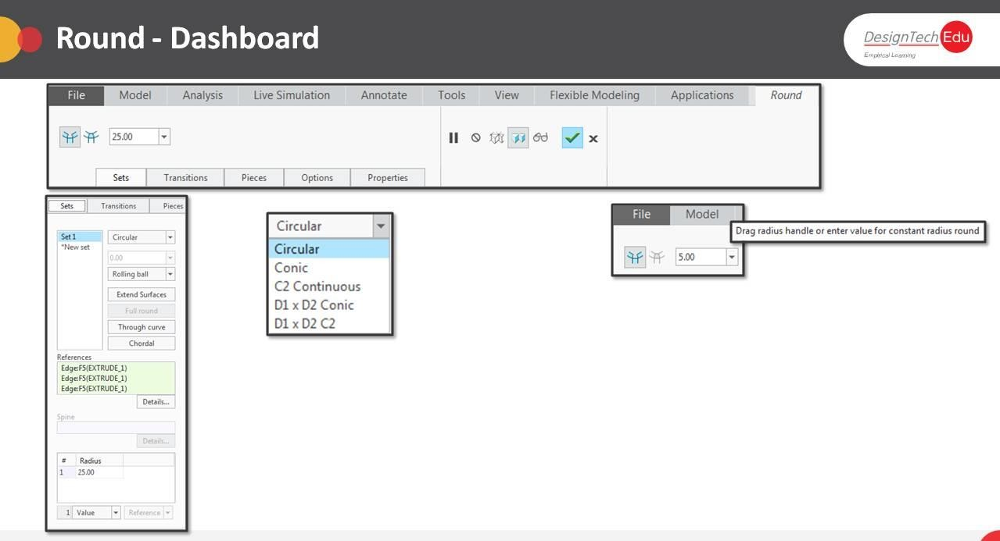 Round - Dashboard
DesignTech Edu
Empirical Learning
File Model Analysis Live Simulation Annotate Tools View Flexible Modeling Applications Round
25.00
Sets Transitions Pieces Options Properties
Sets Transitions Pieces
Set 1
*New set
Circular
0.00
Rolling ball
Extend Surfaces
Full round
Through curve
Chordal
References
Edge:F5(EXTRUDE_1)
Edge:F5(EXTRUDE_1)
Edge:F5(EXTRUDE_1)
Details...
Spine
Details...
# Radius
1 25.00
1 Value Reference
Circular
Circular
Conic
C2 Continuous
D1 x D2 Conic
D1 x D2 C2
File Model
Drag radius handle or enter value for constant radius round
5.00